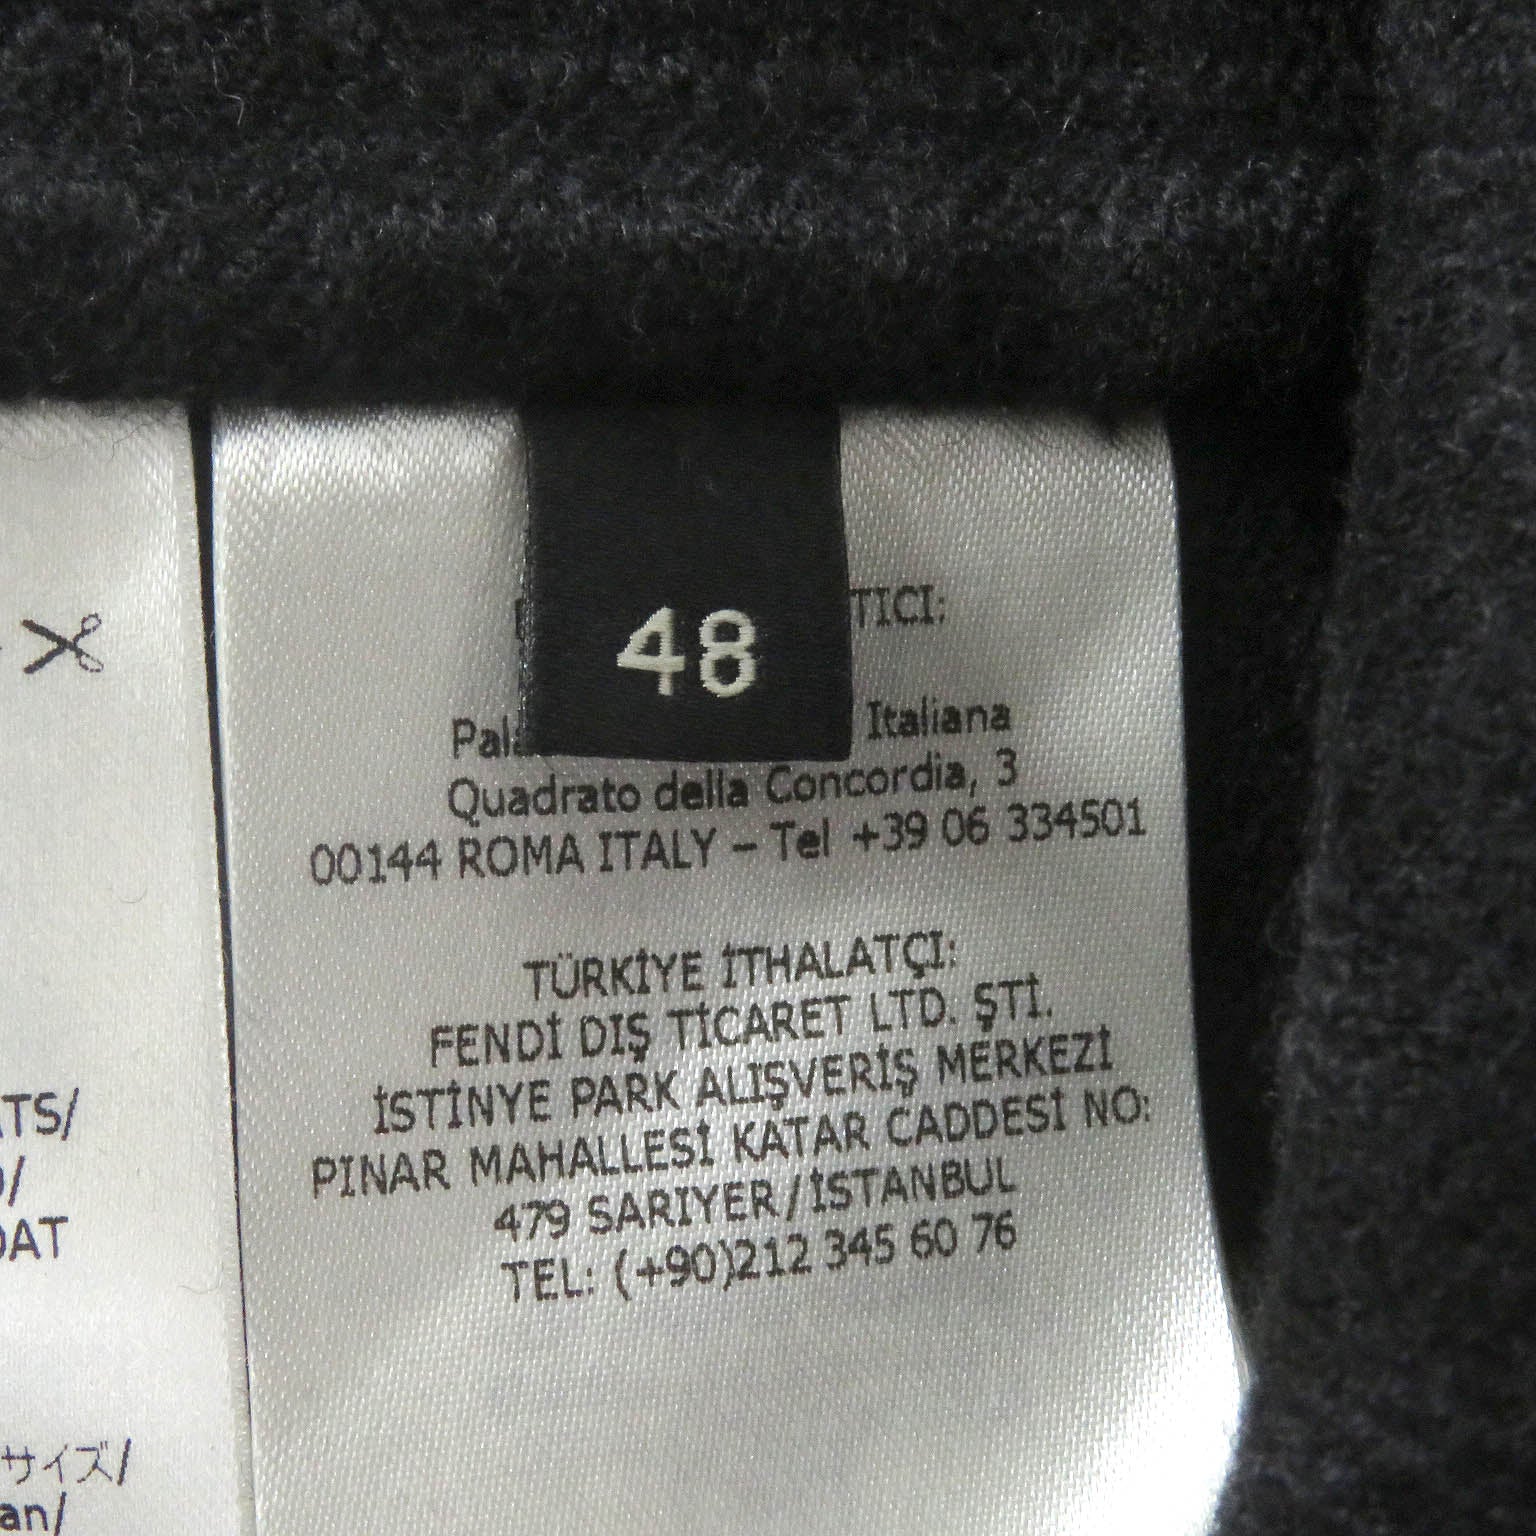 48
TICI:
Italiana
Quadrato della Concordia, 3
00144 ROMA ITALY – Tel +39 06 334501
TÜRKİYE İTHALATÇI:
FENDİ DIŞ TİCARET LTD. ŞTİ.
İSTİNYE PARK ALIŞVERİŞ MERKEZİ
PINAR MAHALLESİ KATAR CADDESİ NO:
479 SARIYER/İSTANBUL
TEL: (+90)212 345 60 76
TS/
OAT
サイズ/
an/